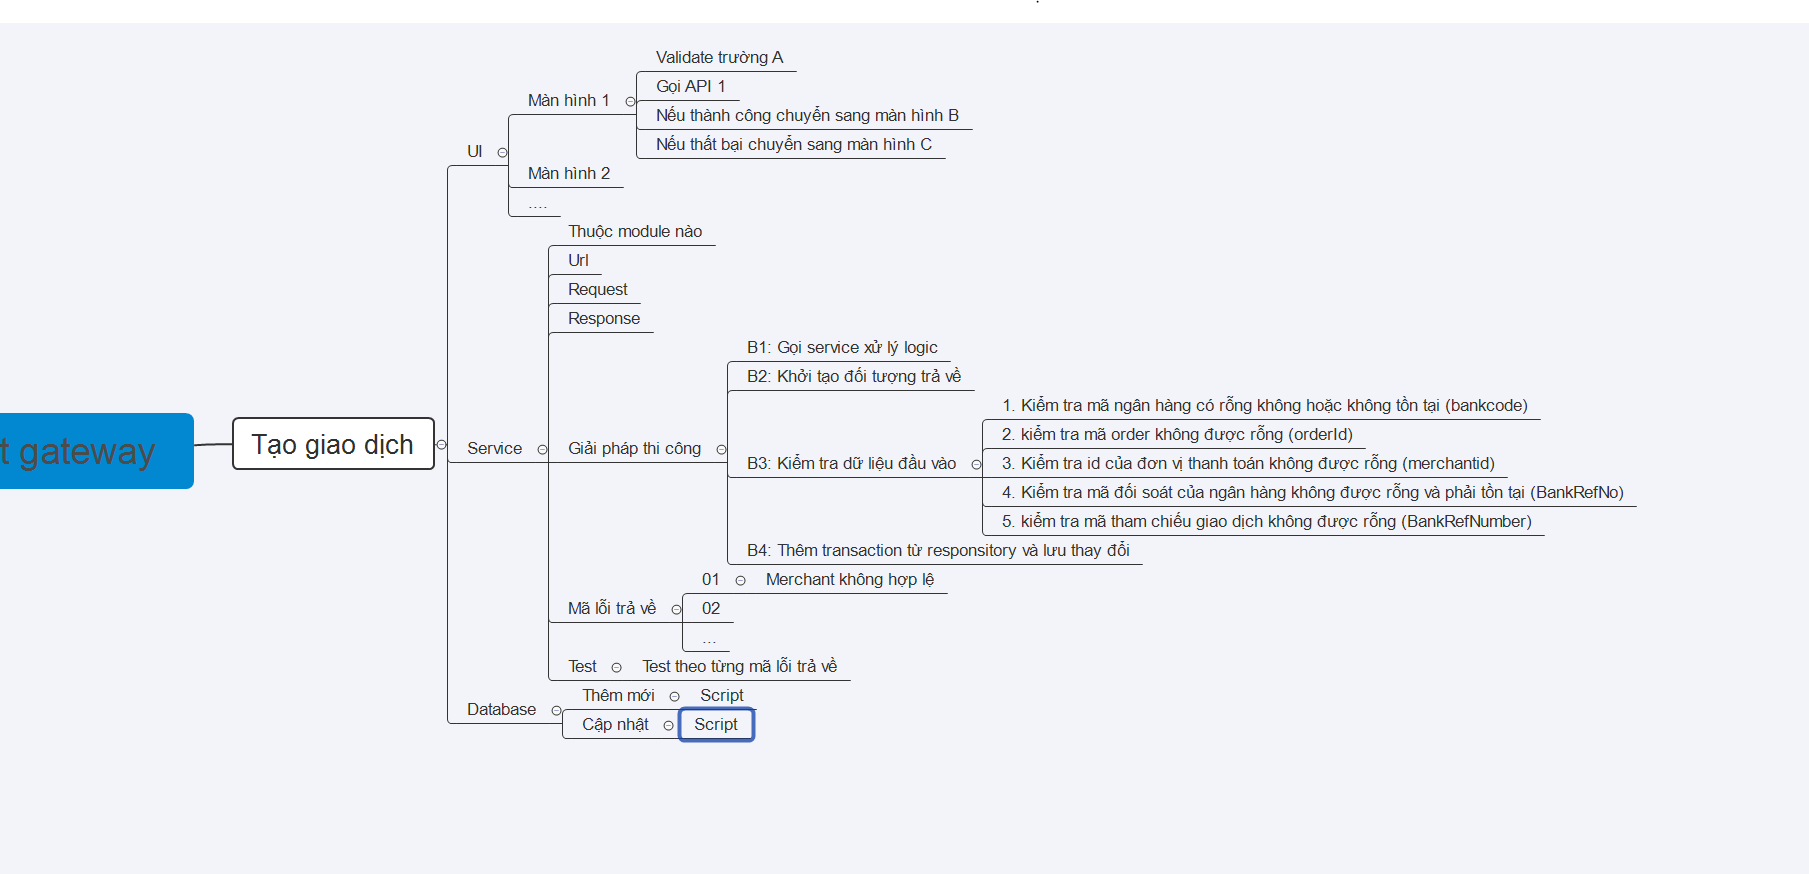 t gateway
Tạo giao dịch
UI
Màn hình 1
Validate trường A
Gọi API 1
Nếu thành công chuyển sang màn hình B
Nếu thất bại chuyển sang màn hình C
Màn hình 2
....
Service
Thuộc module nào
Url
Request
Response
Giải pháp thi công
B1: Gọi service xử lý logic
B2: Khởi tạo đối tượng trả về
B3: Kiểm tra dữ liệu đầu vào
1. Kiểm tra mã ngân hàng có rỗng không hoặc không tồn tại (bankcode)
2. kiểm tra mã order không được rỗng (orderId)
3. Kiểm tra id của đơn vị thanh toán không được rỗng (merchantid)
4. Kiểm tra mã đối soát của ngân hàng không được rỗng và phải tồn tại (BankRefNo)
5. kiểm tra mã tham chiếu giao dịch không được rỗng (BankRefNumber)
B4: Thêm transaction từ responsitory và lưu thay đổi
Mã lỗi trả về
01
Merchant không hợp lệ
02
...
Test
Test theo từng mã lỗi trả về
Database
Thêm mới
Script
Cập nhật
Script